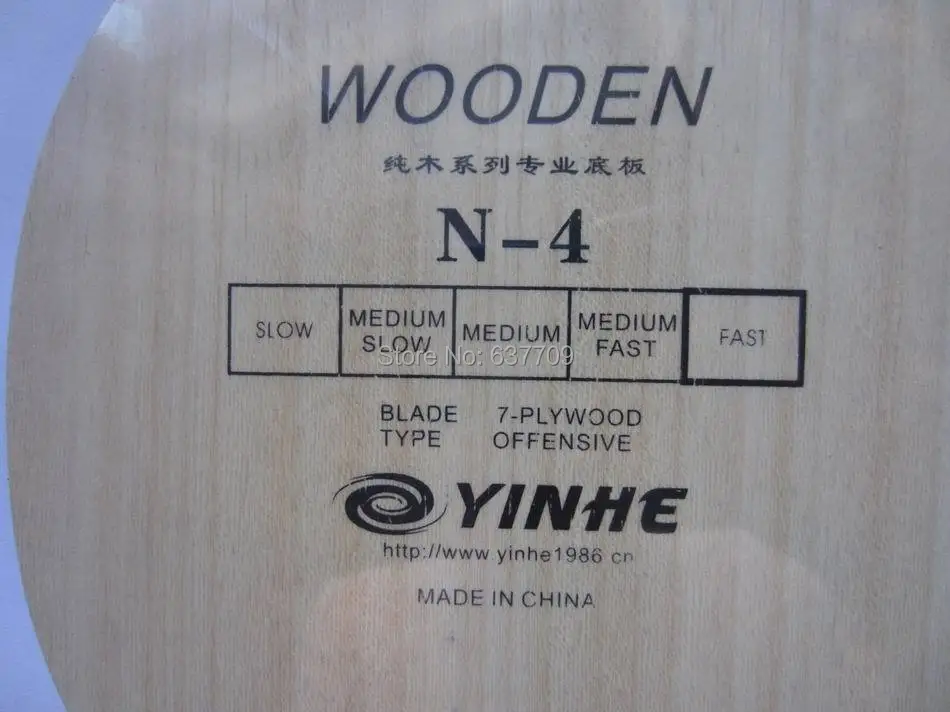 WOODEN
纯木系列专业底板
N-4
SLOW
MEDIUM SLOW
MEDIUM
MEDIUM FAST
FAST
Store No: 637709
BLADE 7-PLYWOOD
TYPE OFFENSIVE
YINHE
http://www.yinhe1986.cn
MADE IN CHINA